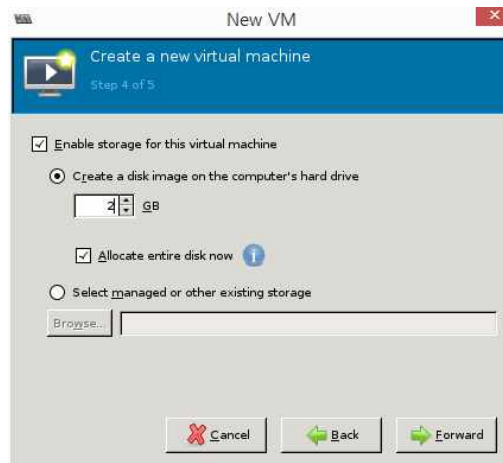 New VM
Create a new virtual machine
Step 4 of 5
Enable storage for this virtual machine
Create a disk image on the computer's hard drive
2 GB
Allocate entire disk now
Select managed or other existing storage
Browse...
Cancel Back Forward